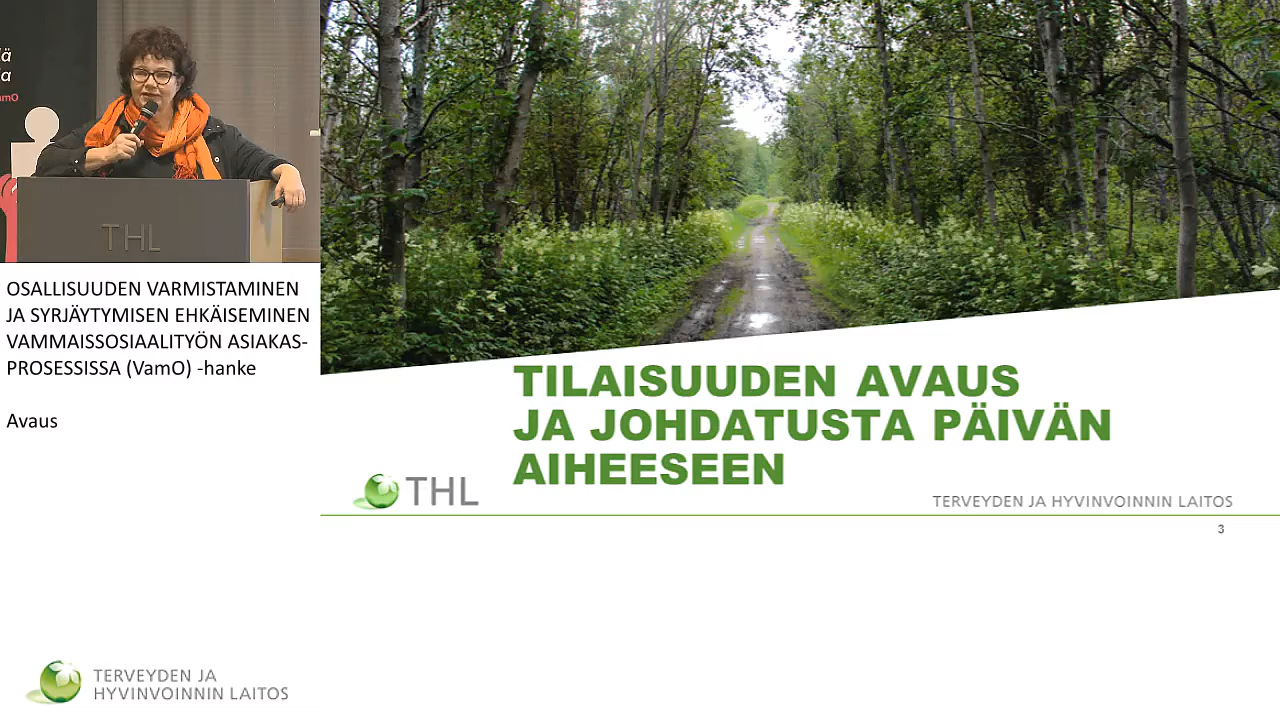 ä
a
amO
THL
OSALLISUUDEN VARMISTAMINEN
JA SYRJÄYTYMISEN EHKÄISEMINEN
VAMMAISSOSIAALITYÖN ASIAKAS-
PROSESSISSA (VamO) -hanke
Avaus
TILAISUUDEN AVAUS
JA JOHDATUSTA PÄIVÄN
AIHEESEEN
THL
TERVEYDEN JA HYVINVOINNIN LAITOS
3
TERVEYDEN JA
HYVINVOINNIN LAITOS